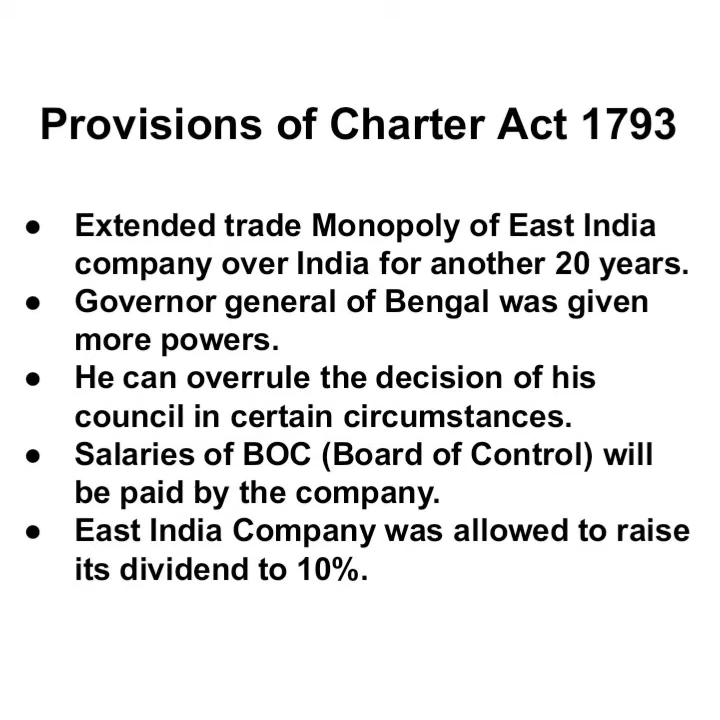 Provisions of Charter Act 1793
● Extended trade Monopoly of East India
company over India for another 20 years.
● Governor general of Bengal was given
more powers.
● He can overrule the decision of his
council in certain circumstances.
● Salaries of BOC (Board of Control) will
be paid by the company.
● East India Company was allowed to raise
its dividend to 10%.